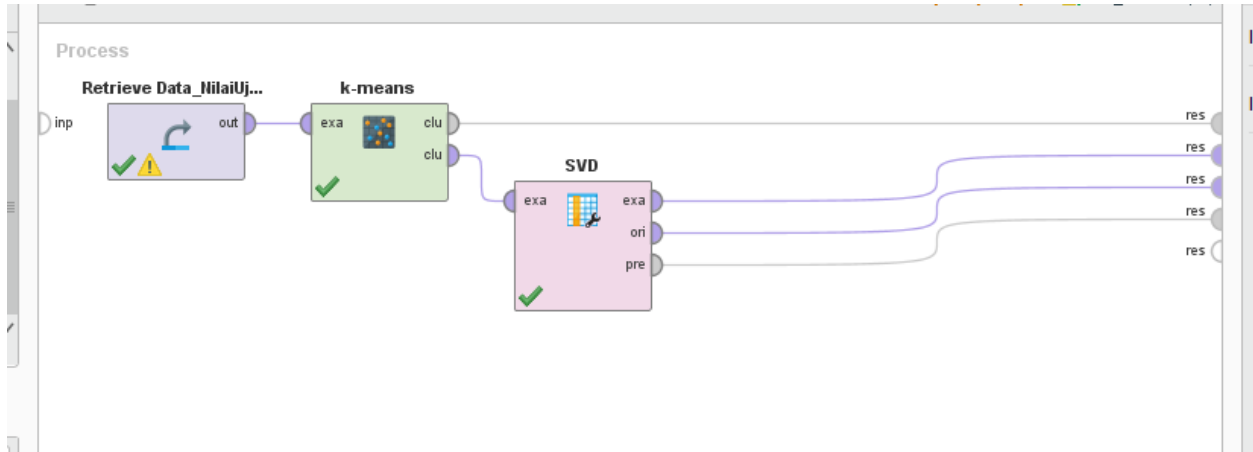 Process
Retrieve Data_NilaiUj...
k-means
inp
out
exa
clu
clu
SVD
exa
exa
ori
pre
res
res
res
res
res